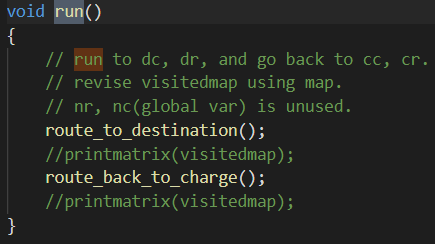 void run()
{
// run to dc, dr, and go back to cc, cr.
// revise visitedmap using map.
// nr, nc(global var) is unused.
route_to_destination();
//printmatrix(visitedmap);
route_back_to_charge();
//printmatrix(visitedmap);
}